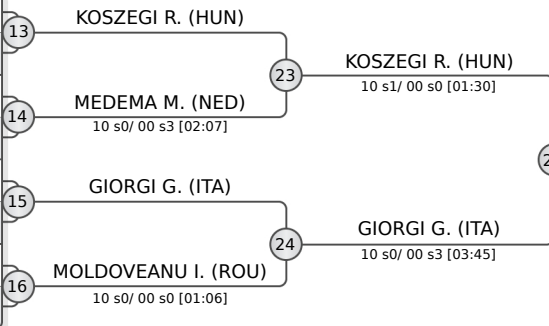 KOSZEGI R. (HUN)
13
23
KOSZEGI R. (HUN)
10 s1/ 00 s0 [01:30]
MEDEMA M. (NED)
14
10 s0/ 00 s3 [02:07]
2
GIORGI G. (ITA)
15
24
GIORGI G. (ITA)
10 s0/ 00 s3 [03:45]
MOLDOVEANU I. (ROU)
16
10 s0/ 00 s0 [01:06]